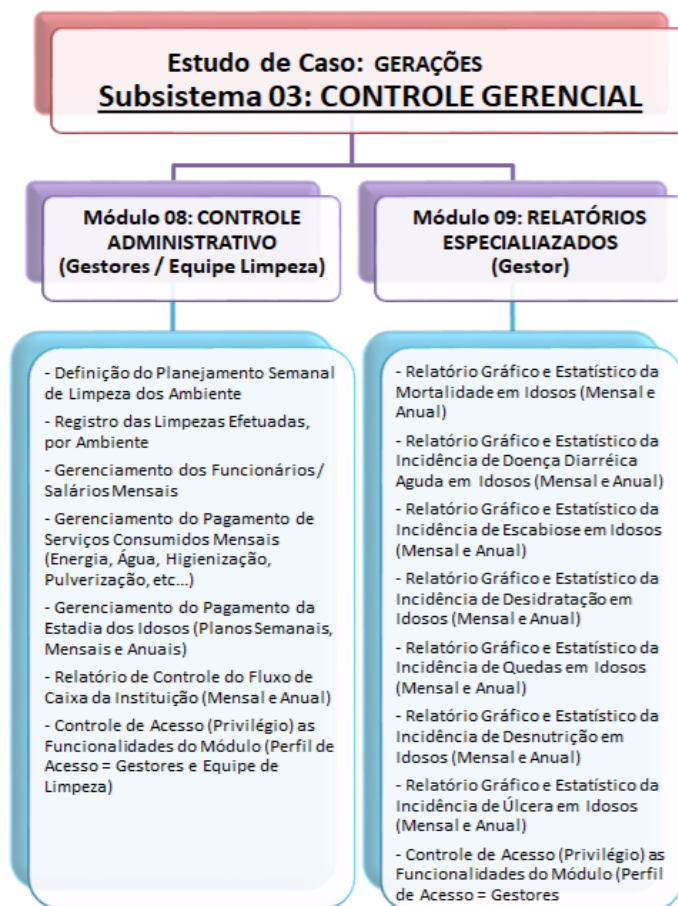 Estudo de Caso: GERAÇÕES
Subsistema 03: CONTROLE GERENCIAL
Módulo 08: CONTROLE
ADMINISTRATIVO
(Gestores / Equipe Limpeza)
- Definição do Planejamento Semanal
de Limpeza dos Ambiente
- Registro das Limpezas Efetuadas,
por Ambiente
- Gerenciamento dos Funcionários/
Salários Mensais
- Gerenciamento do Pagamento de
Serviços Consumidos Mensais
(Energia, Água, Higienização,
Pulverização, etc...)
- Gerenciamento do Pagamento da
Estadia dos Idosos (Planos Semanais,
Mensais e Anuais)
- Relatório de Controle do Fluxo de
Caixa da Instituição (Mensal e Anual)
- Controle de Acesso (Privilégio) as
Funcionalidades do Módulo (Perfil de
Acesso = Gestores e Equipe de
Limpeza)
Módulo 09: RELATÓRIOS
ESPECIALIAZADOS
(Gestor)
- Relatório Gráfico e Estatístico da
Mortalidade em Idosos (Mensal e
Anual)
- Relatório Gráfico e Estatístico da
Incidência de Doença Diarréica
Aguda em Idosos (Mensal e Anual)
- Relatório Gráfico e Estatístico da
Incidência de Escabiose em Idosos
(Mensal e Anual)
- Relatório Gráfico e Estatístico da
Incidência de Desidratação em
Idosos (Mensal e Anual)
- Relatório Gráfico e Estatístico da
Incidência de Quedas em Idosos
(Mensal e Anual)
- Relatório Gráfico e Estatístico da
Incidência de Desnutrição em
Idosos (Mensal e Anual)
- Relatório Gráfico e Estatístico da
Incidência de Úlcera em Idosos
(Mensal e Anual)
- Controle de Acesso (Privilégio) as
Funcionalidades do Módulo (Perfil
de Acesso = Gestores